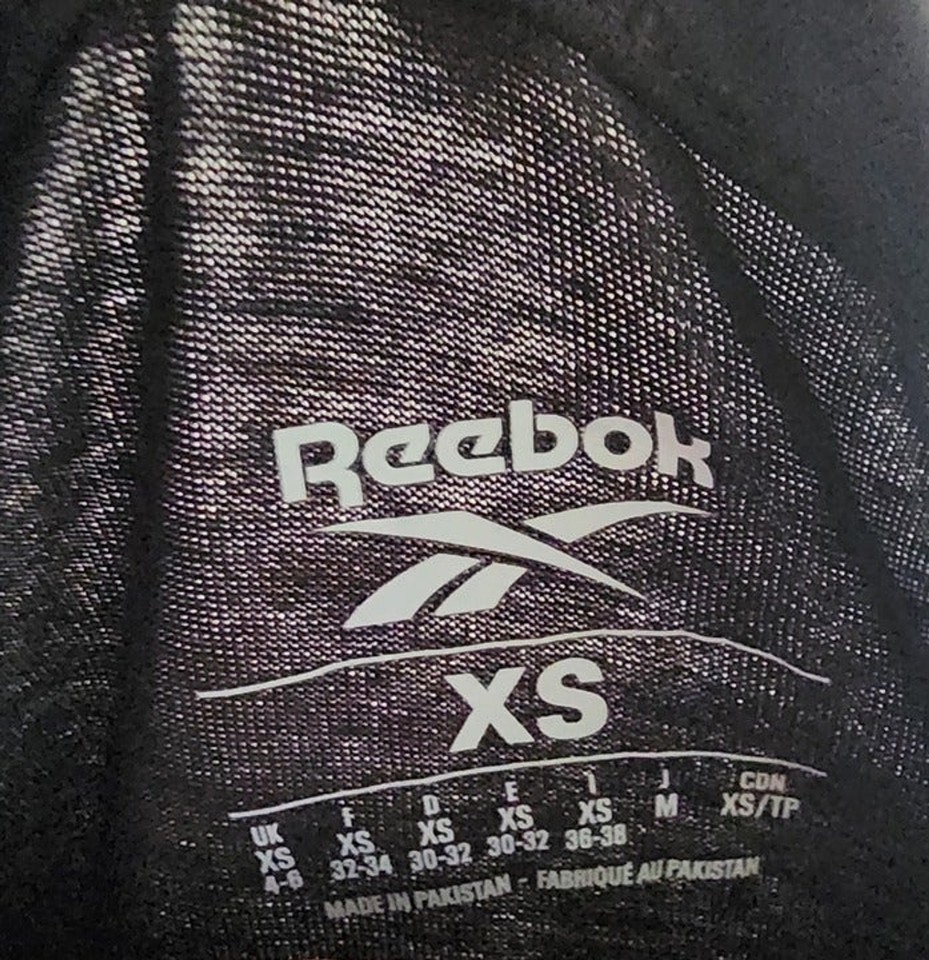 Reebok
XS
UK F D E I J CDN
XS XS XS XS XS M XS/TP
4-6 32-34 30-32 30-32 36-38
MADE IN PAKISTAN - FABRIQUÉ AU PAKISTAN